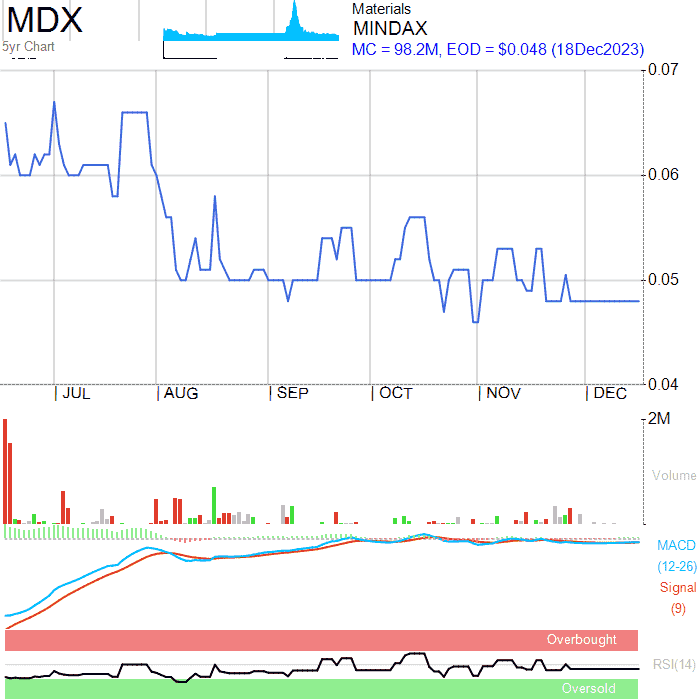 MDX
5yr Chart
Materials
MINDAX
MC = 98.2M, EOD = $0.048 (18Dec2023)
0.07
0.06
0.05
0.04
JUL
AUG
SEP
OCT
NOV
DEC
2M
Volume
MACD
(12-26)
Signal
(9)
Overbought
RSI(14)
Oversold